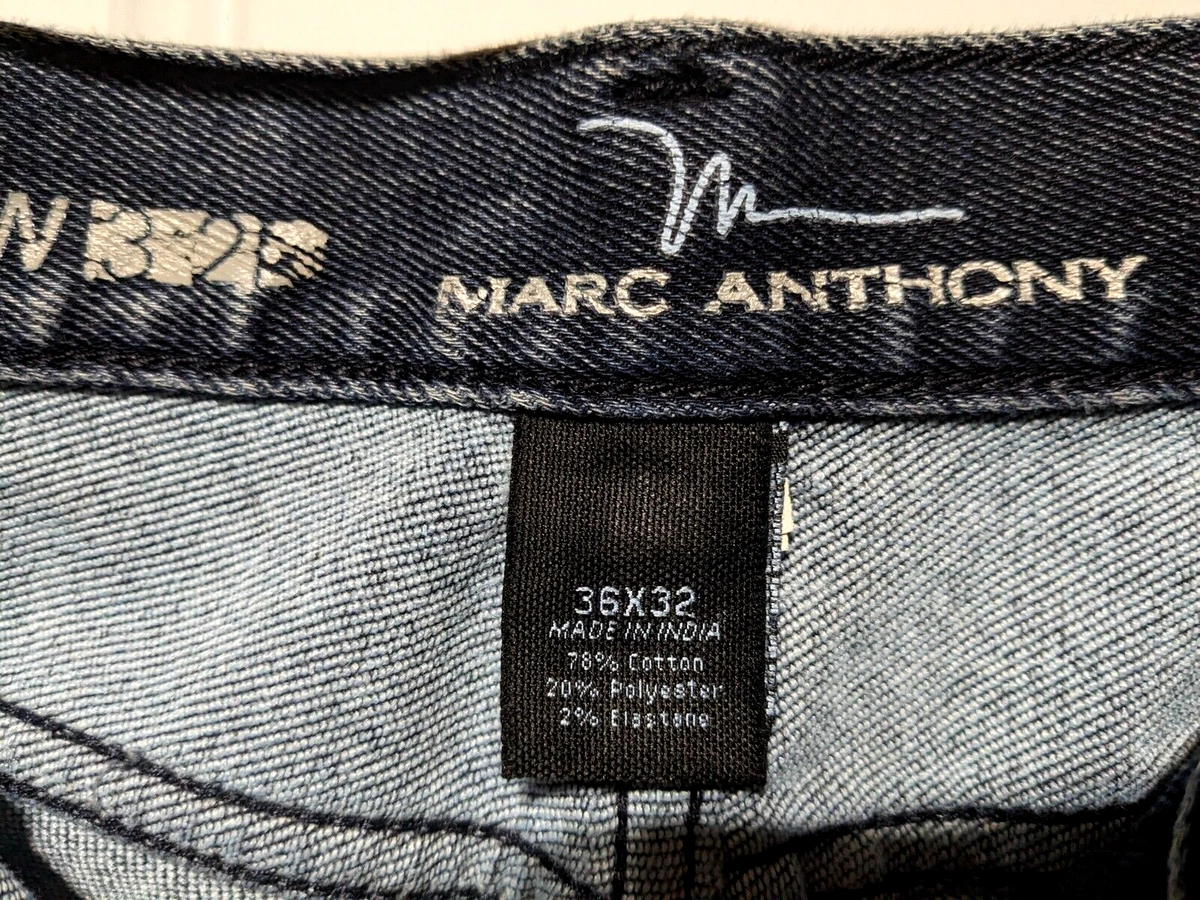 MARC ANTHONY
36X32
MADE IN INDIA
78% Cotton
20% Polyester
2% Elastane